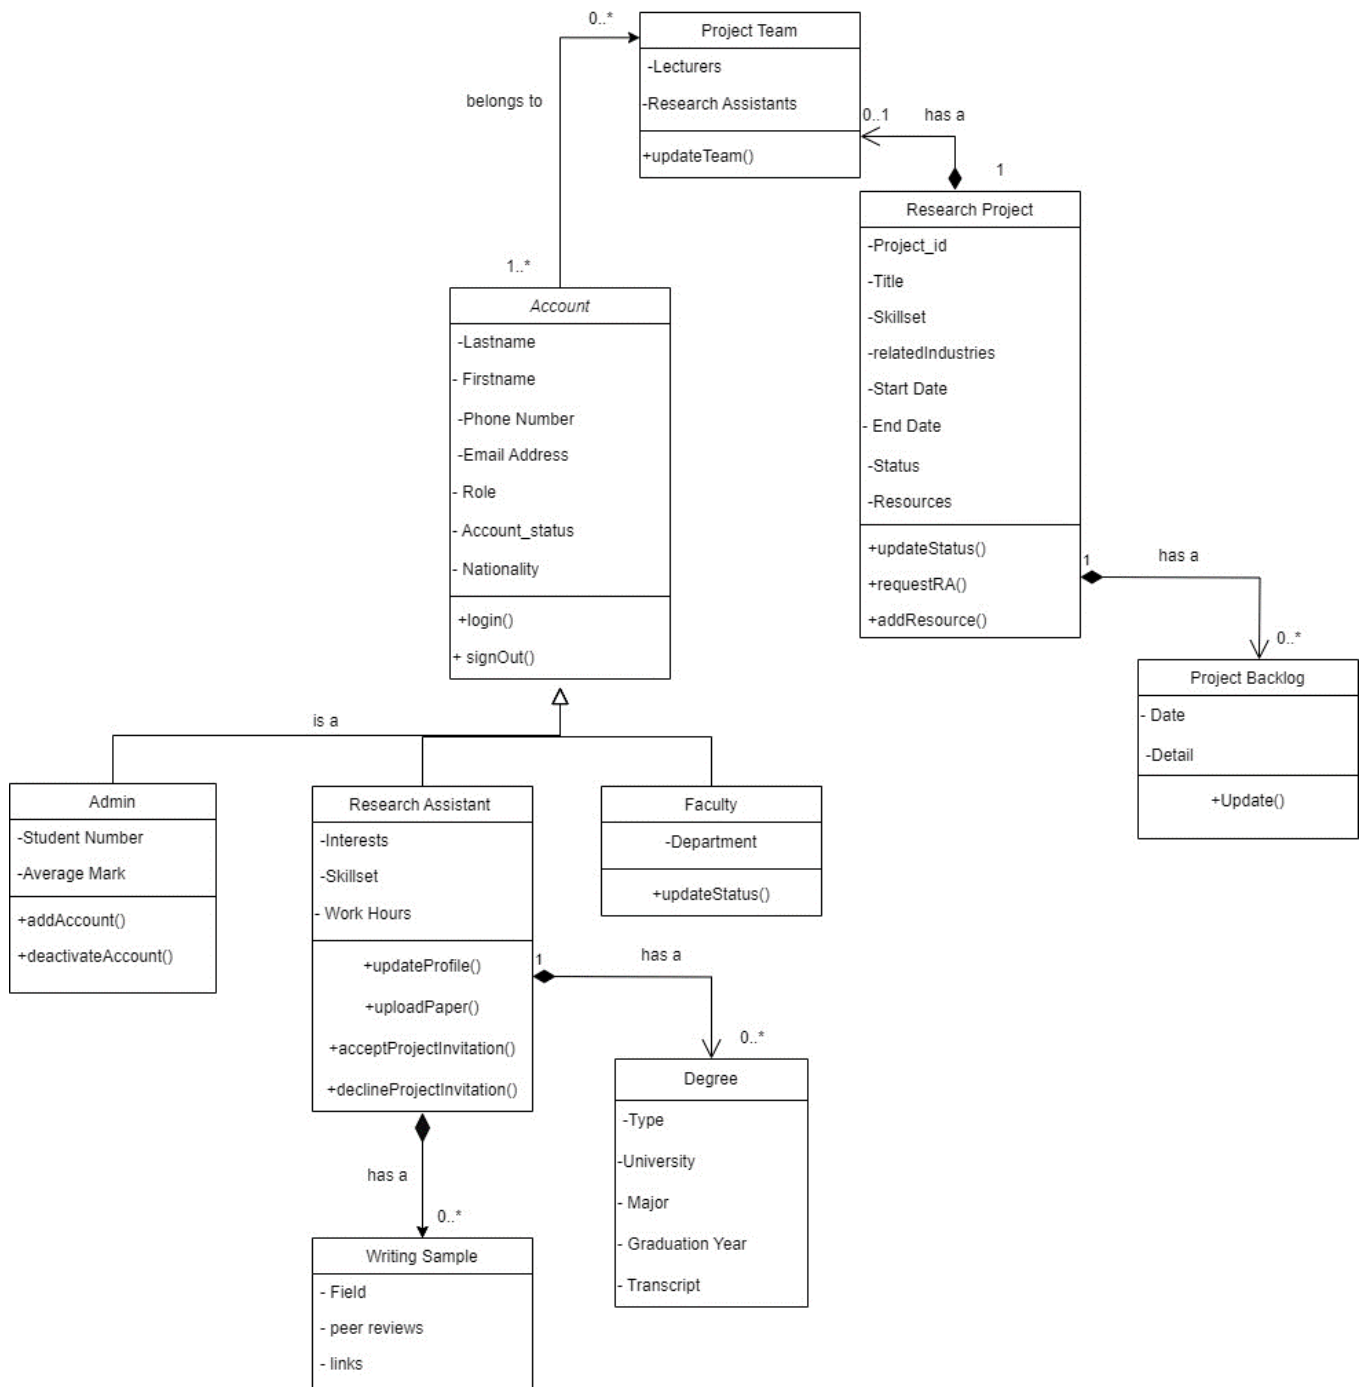 0..*
Project Team
-Lecturers
-Research Assistants
+updateTeam()
belongs to
0..1
has a
1
Research Project
-Project_id
-Title
-Skillset
-relatedIndustries
-Start Date
- End Date
-Status
-Resources
+updateStatus()
+requestRA()
+addResource()
1..*
Account
-Lastname
- Firstname
-Phone Number
-Email Address
- Role
- Account_status
- Nationality
+login()
+ signOut()
1
has a
0..*
Project Backlog
- Date
-Detail
+Update()
is a
Admin
-Student Number
-Average Mark
+addAccount()
+deactivateAccount()
Research Assistant
-Interests
-Skillset
- Work Hours
+updateProfile()
+uploadPaper()
+acceptProjectInvitation()
+declineProjectInvitation()
Faculty
-Department
+updateStatus()
1
has a
0..*
Degree
-Type
-University
- Major
- Graduation Year
- Transcript
has a
0..*
Writing Sample
- Field
- peer reviews
- links